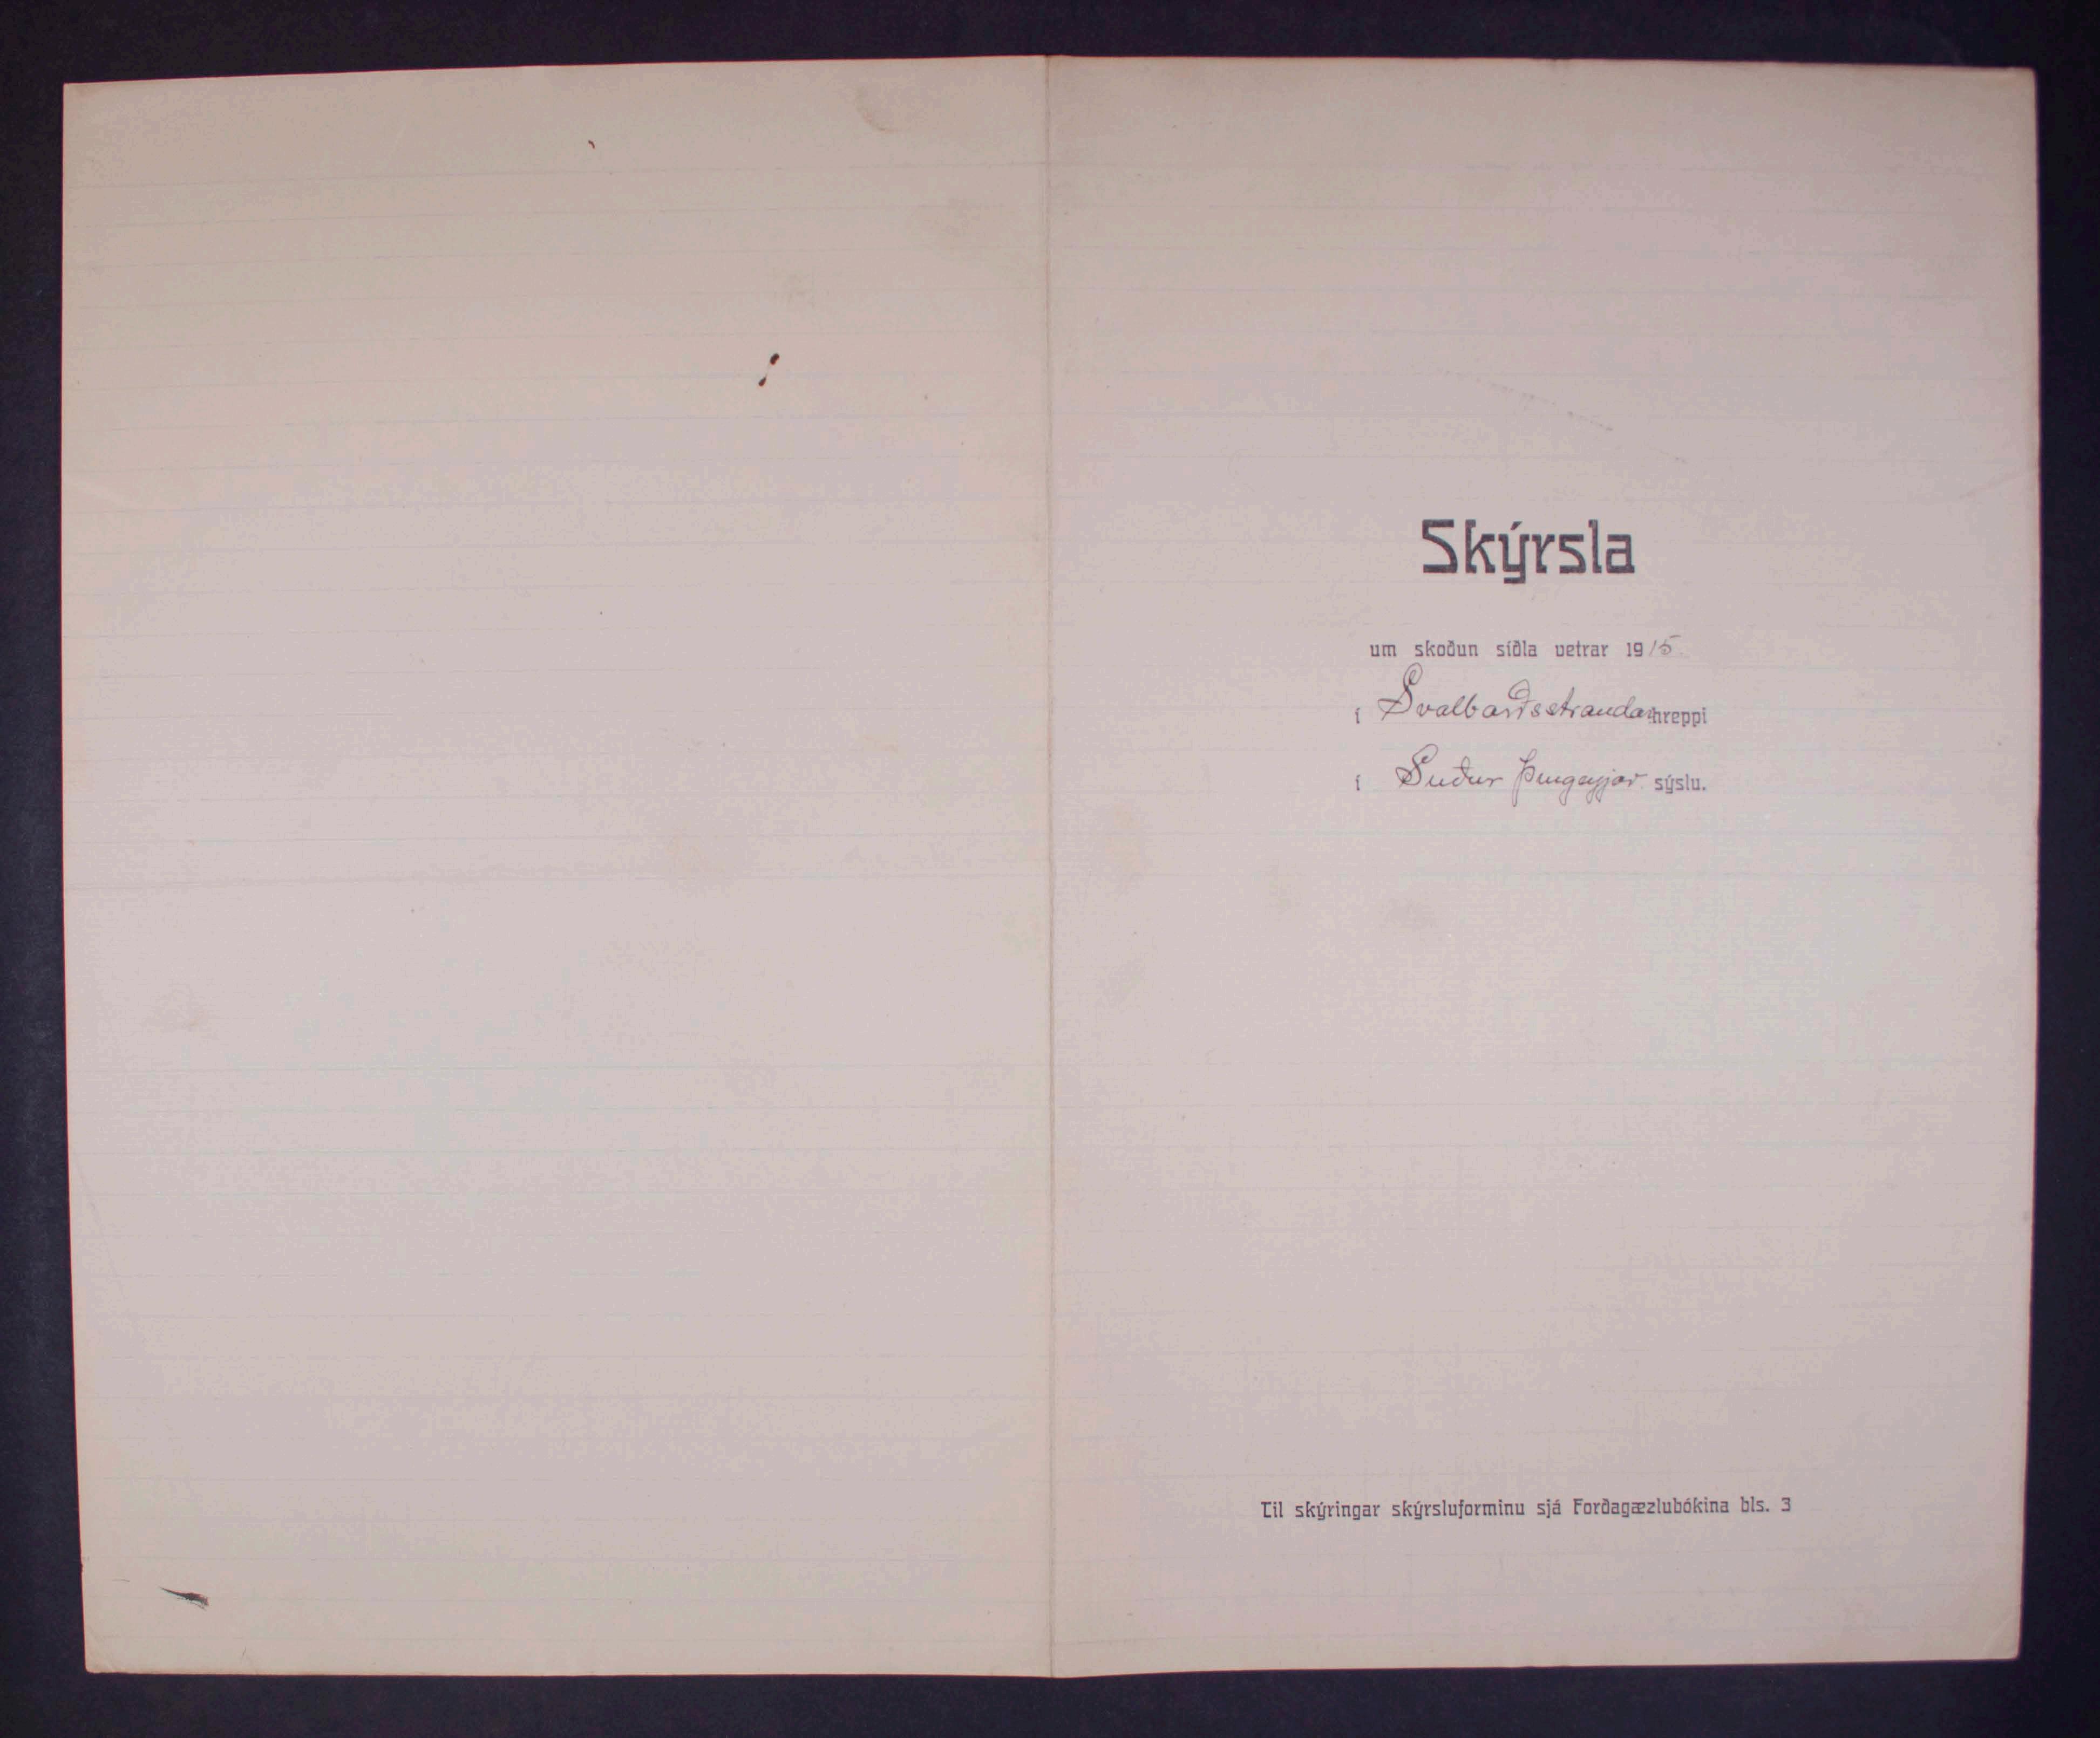 Skýrsla
um skoðun síðla vetrar 1915
í Svalbarðsstrandarhreppi
í Suður Þingeyjar sýslu.
Til skýringar skýrsluforminu sjá Forðagæzlubókina bls. 3